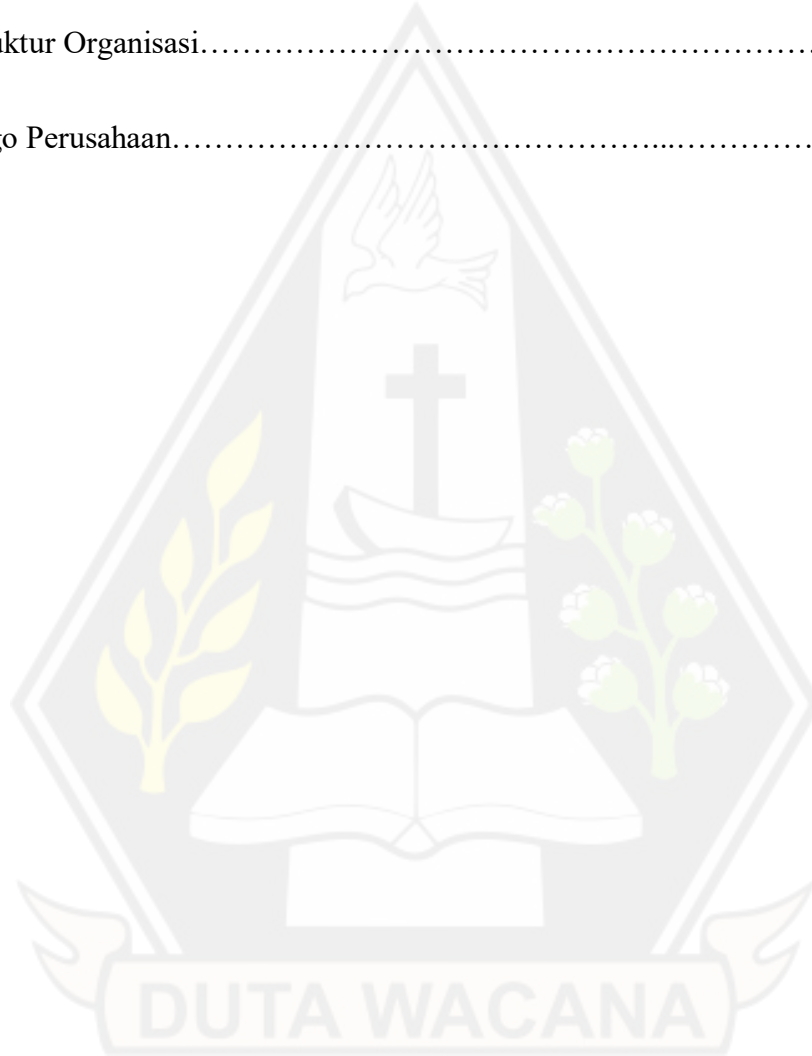 uktur Organisasi……………………………………………………………
go Perusahaan………………………………………...…………
DUTA WACANA